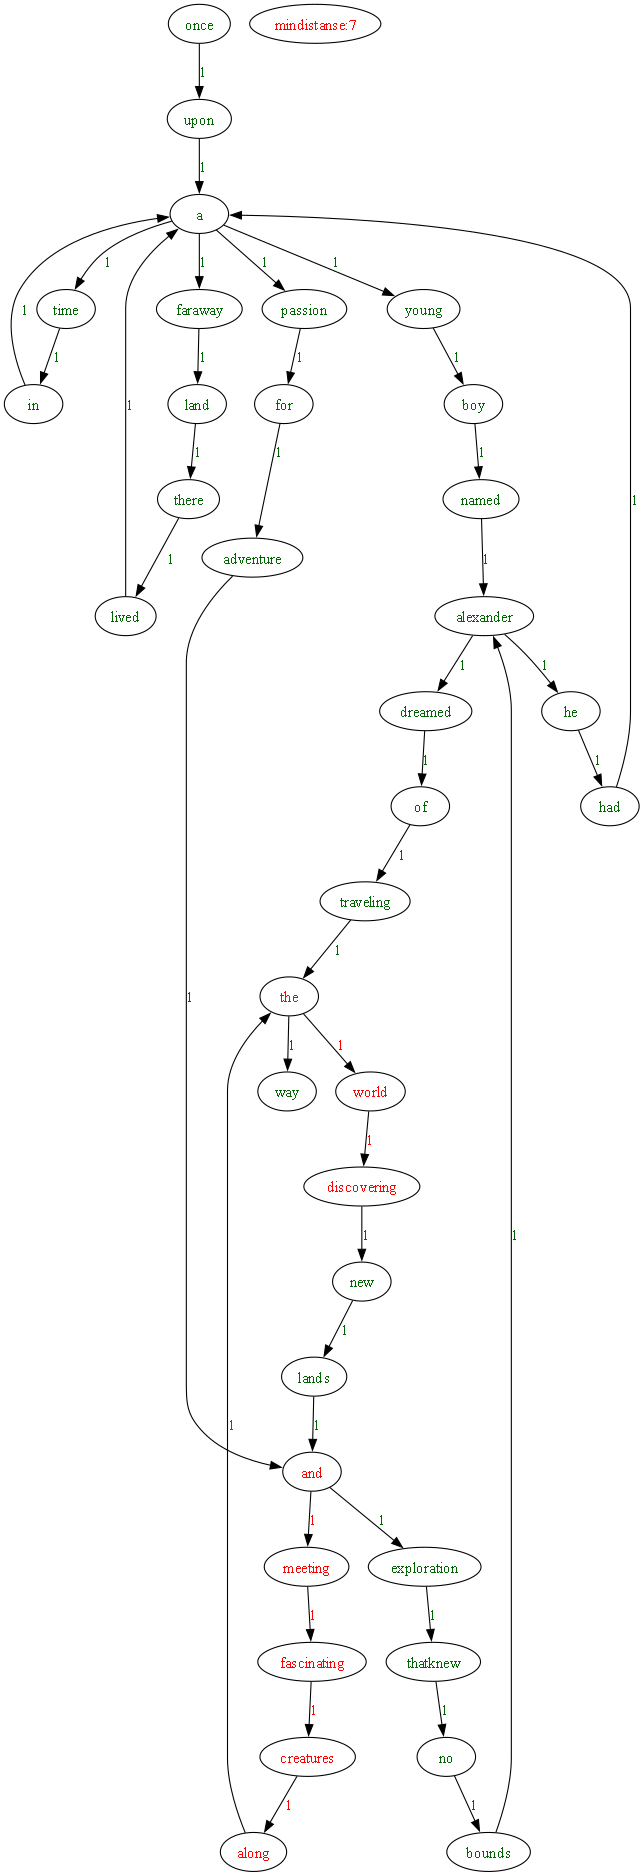 once
mindistanse:7
1
upon
1
a
1
1
1
1
time
faraway
passion
young
1
1
1
1
1
in
land
for
boy
1
1
1
1
there
named
1
1
1
adventure
lived
alexander
1
1
dreamed
he
1
1
of
had
1
traveling
1
the
1
1
1
way
world
1
discovering
1
1
new
1
lands
1
1
and
1
1
meeting
exploration
1
1
fascinating
thatknew
1
1
creatures
no
1
1
along
bounds